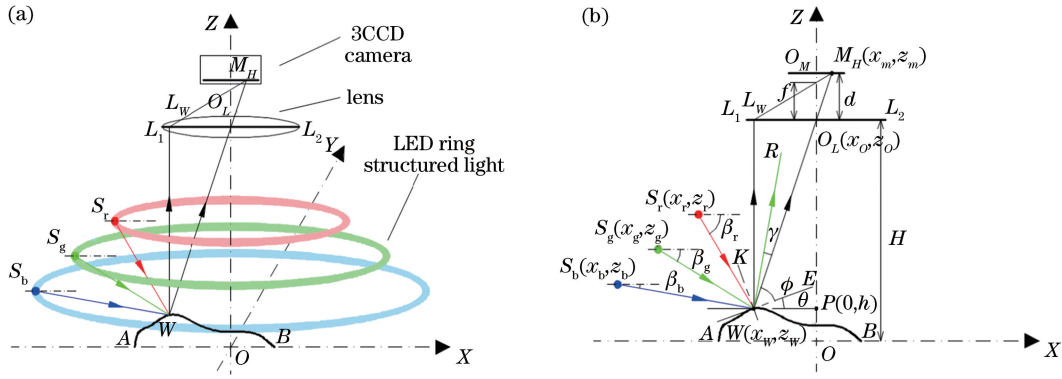 (a)
Z
3CCD
camera
M_H
lens
L_W
O_L
L_1
L_2
Y
LED ring
structured light
S_r
S_g
S_b
W
A
B
O
X
(b)
Z
O_M
M_H(x_m,z_m)
f
d
L_W
L_1
L_2
O_L(x_O,z_O)
R
S_r(x_r,z_r)
S_g(x_g,z_g)
S_b(x_b,z_b)
β_r
β_g
β_b
K
γ
H
E
ϕ
θ
P(0,h)
A
W(x_W,z_W)
B
O
X